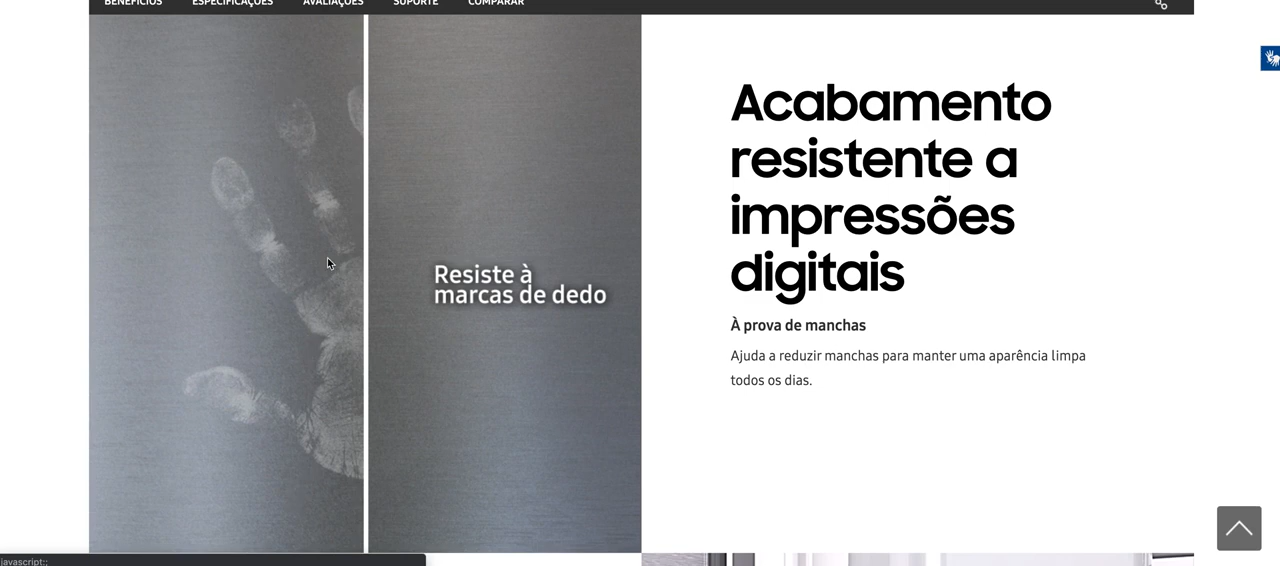 BENEFÍCIOS ESPECIFICAÇÕES AVALIAÇÕES SUPORTE COMPARAR
Resiste à
marcas de dedo
Acabamento
resistente a
impressões
digitais
À prova de manchas
Ajuda a reduzir manchas para manter uma aparência limpa
todos os dias.
javascript:;